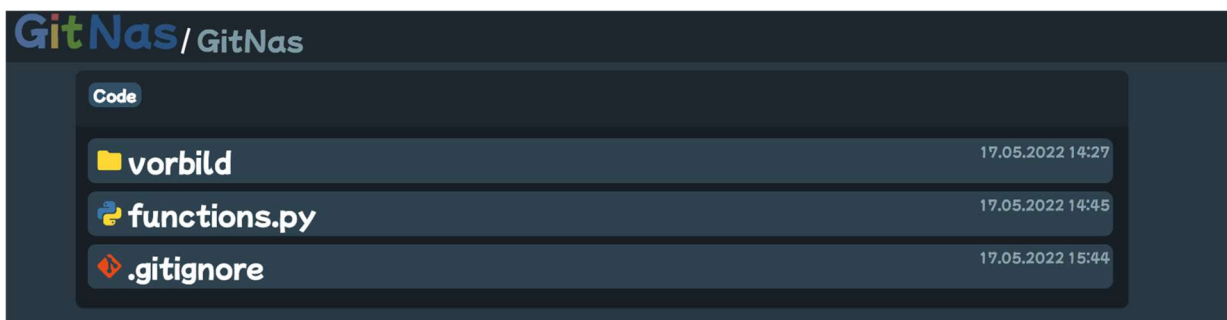 GitNas/GitNas
Code
vorbild 17.05.2022 14:27
functions.py 17.05.2022 14:45
.gitignore 17.05.2022 15:44